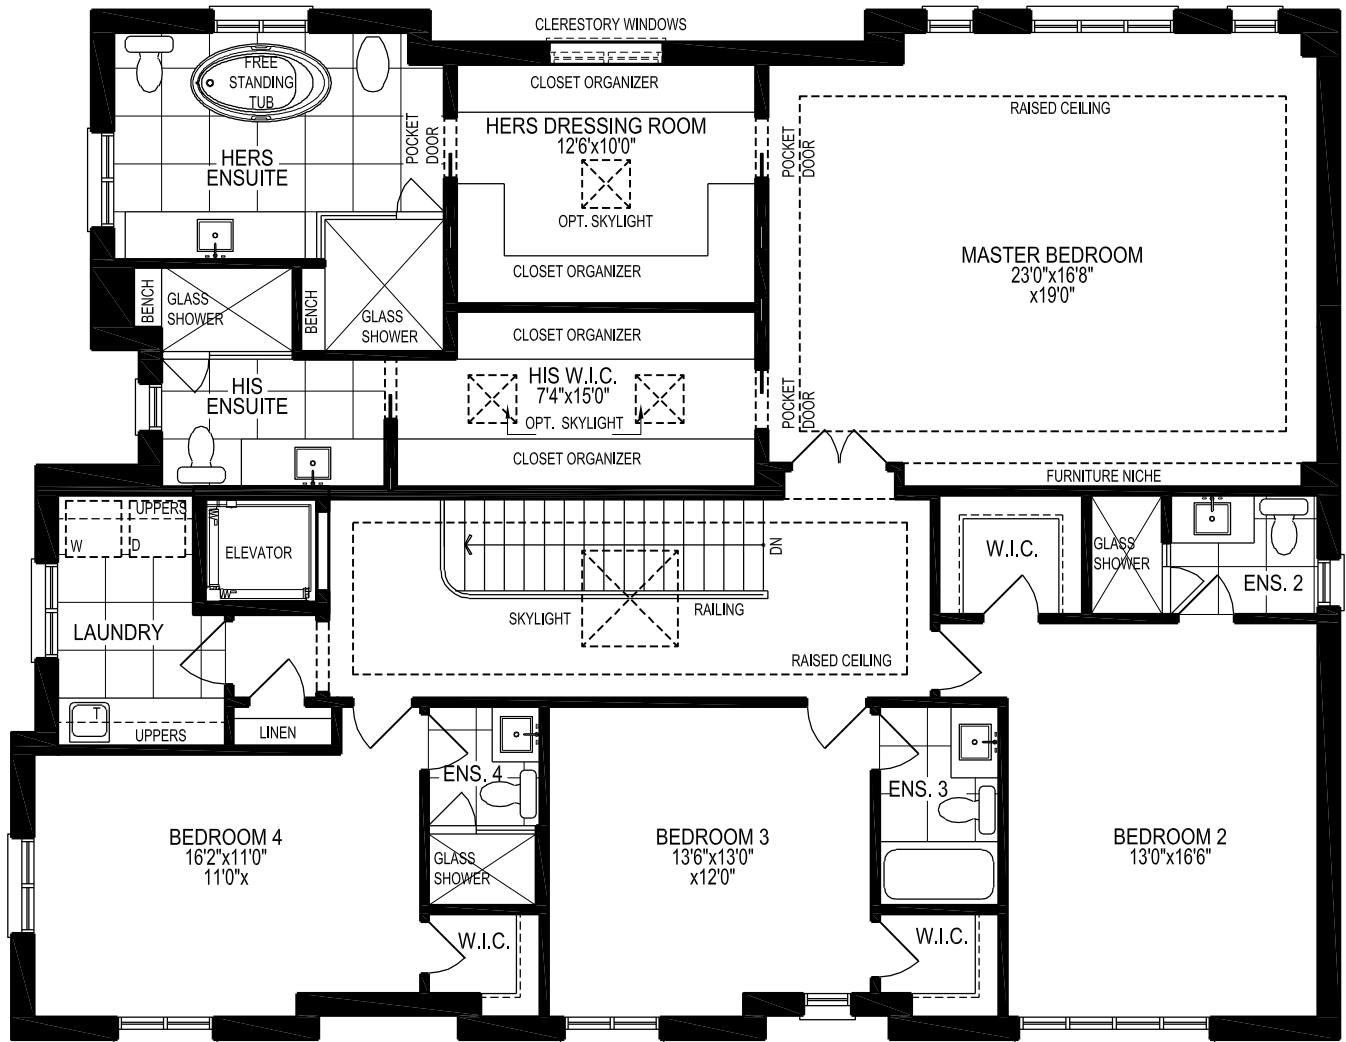 CLERESTORY WINDOWS
FREE
STANDING
TUB
CLOSET ORGANIZER
RAISED CEILING
HERS DRESSING ROOM
12'6"x10'0"
POCKET
DOOR
POCKET
DOOR
HERS
ENSUITE
OPT. SKYLIGHT
MASTER BEDROOM
23'0"x16'8"
x19'0"
CLOSET ORGANIZER
BENCH
GLASS
SHOWER
BENCH
GLASS
SHOWER
CLOSET ORGANIZER
HIS W.I.C.
7'4"x15'0"
HIS
ENSUITE
POCKET
DOOR
OPT. SKYLIGHT
CLOSET ORGANIZER
FURNITURE NICHE
UPPERS
W
D
ELEVATOR
DN
W.I.C.
GLASS
SHOWER
ENS. 2
SKYLIGHT
RAILING
LAUNDRY
RAISED CEILING
T
UPPERS
LINEN
ENS. 4
ENS. 3
BEDROOM 4
16'2"x11'0"
11'0"x
GLASS
SHOWER
BEDROOM 3
13'6"x13'0"
x12'0"
BEDROOM 2
13'0"x16'6"
W.I.C.
W.I.C.